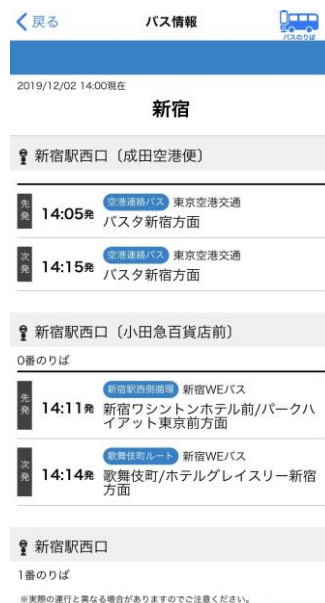 戻る
バス情報
バスのりば
2019/12/02 14:00現在
新宿
新宿駅西口〔成田空港便〕
先発
14:05発
空港連絡バス 東京空港交通
バスタ新宿方面
次発
14:15発
空港連絡バス 東京空港交通
バスタ新宿方面
新宿駅西口〔小田急百貨店前〕
0番のりば
先発
14:11発
新宿駅西側循環 新宿WEバス
新宿ワシントンホテル前/パークハ
イアット東京前方面
次発
14:14発
歌舞伎町ルート 新宿WEバス
歌舞伎町/ホテルグレイスリー新宿
方面
新宿駅西口
1番のりば
※実際の運行と異なる場合がありますのでご注意ください。